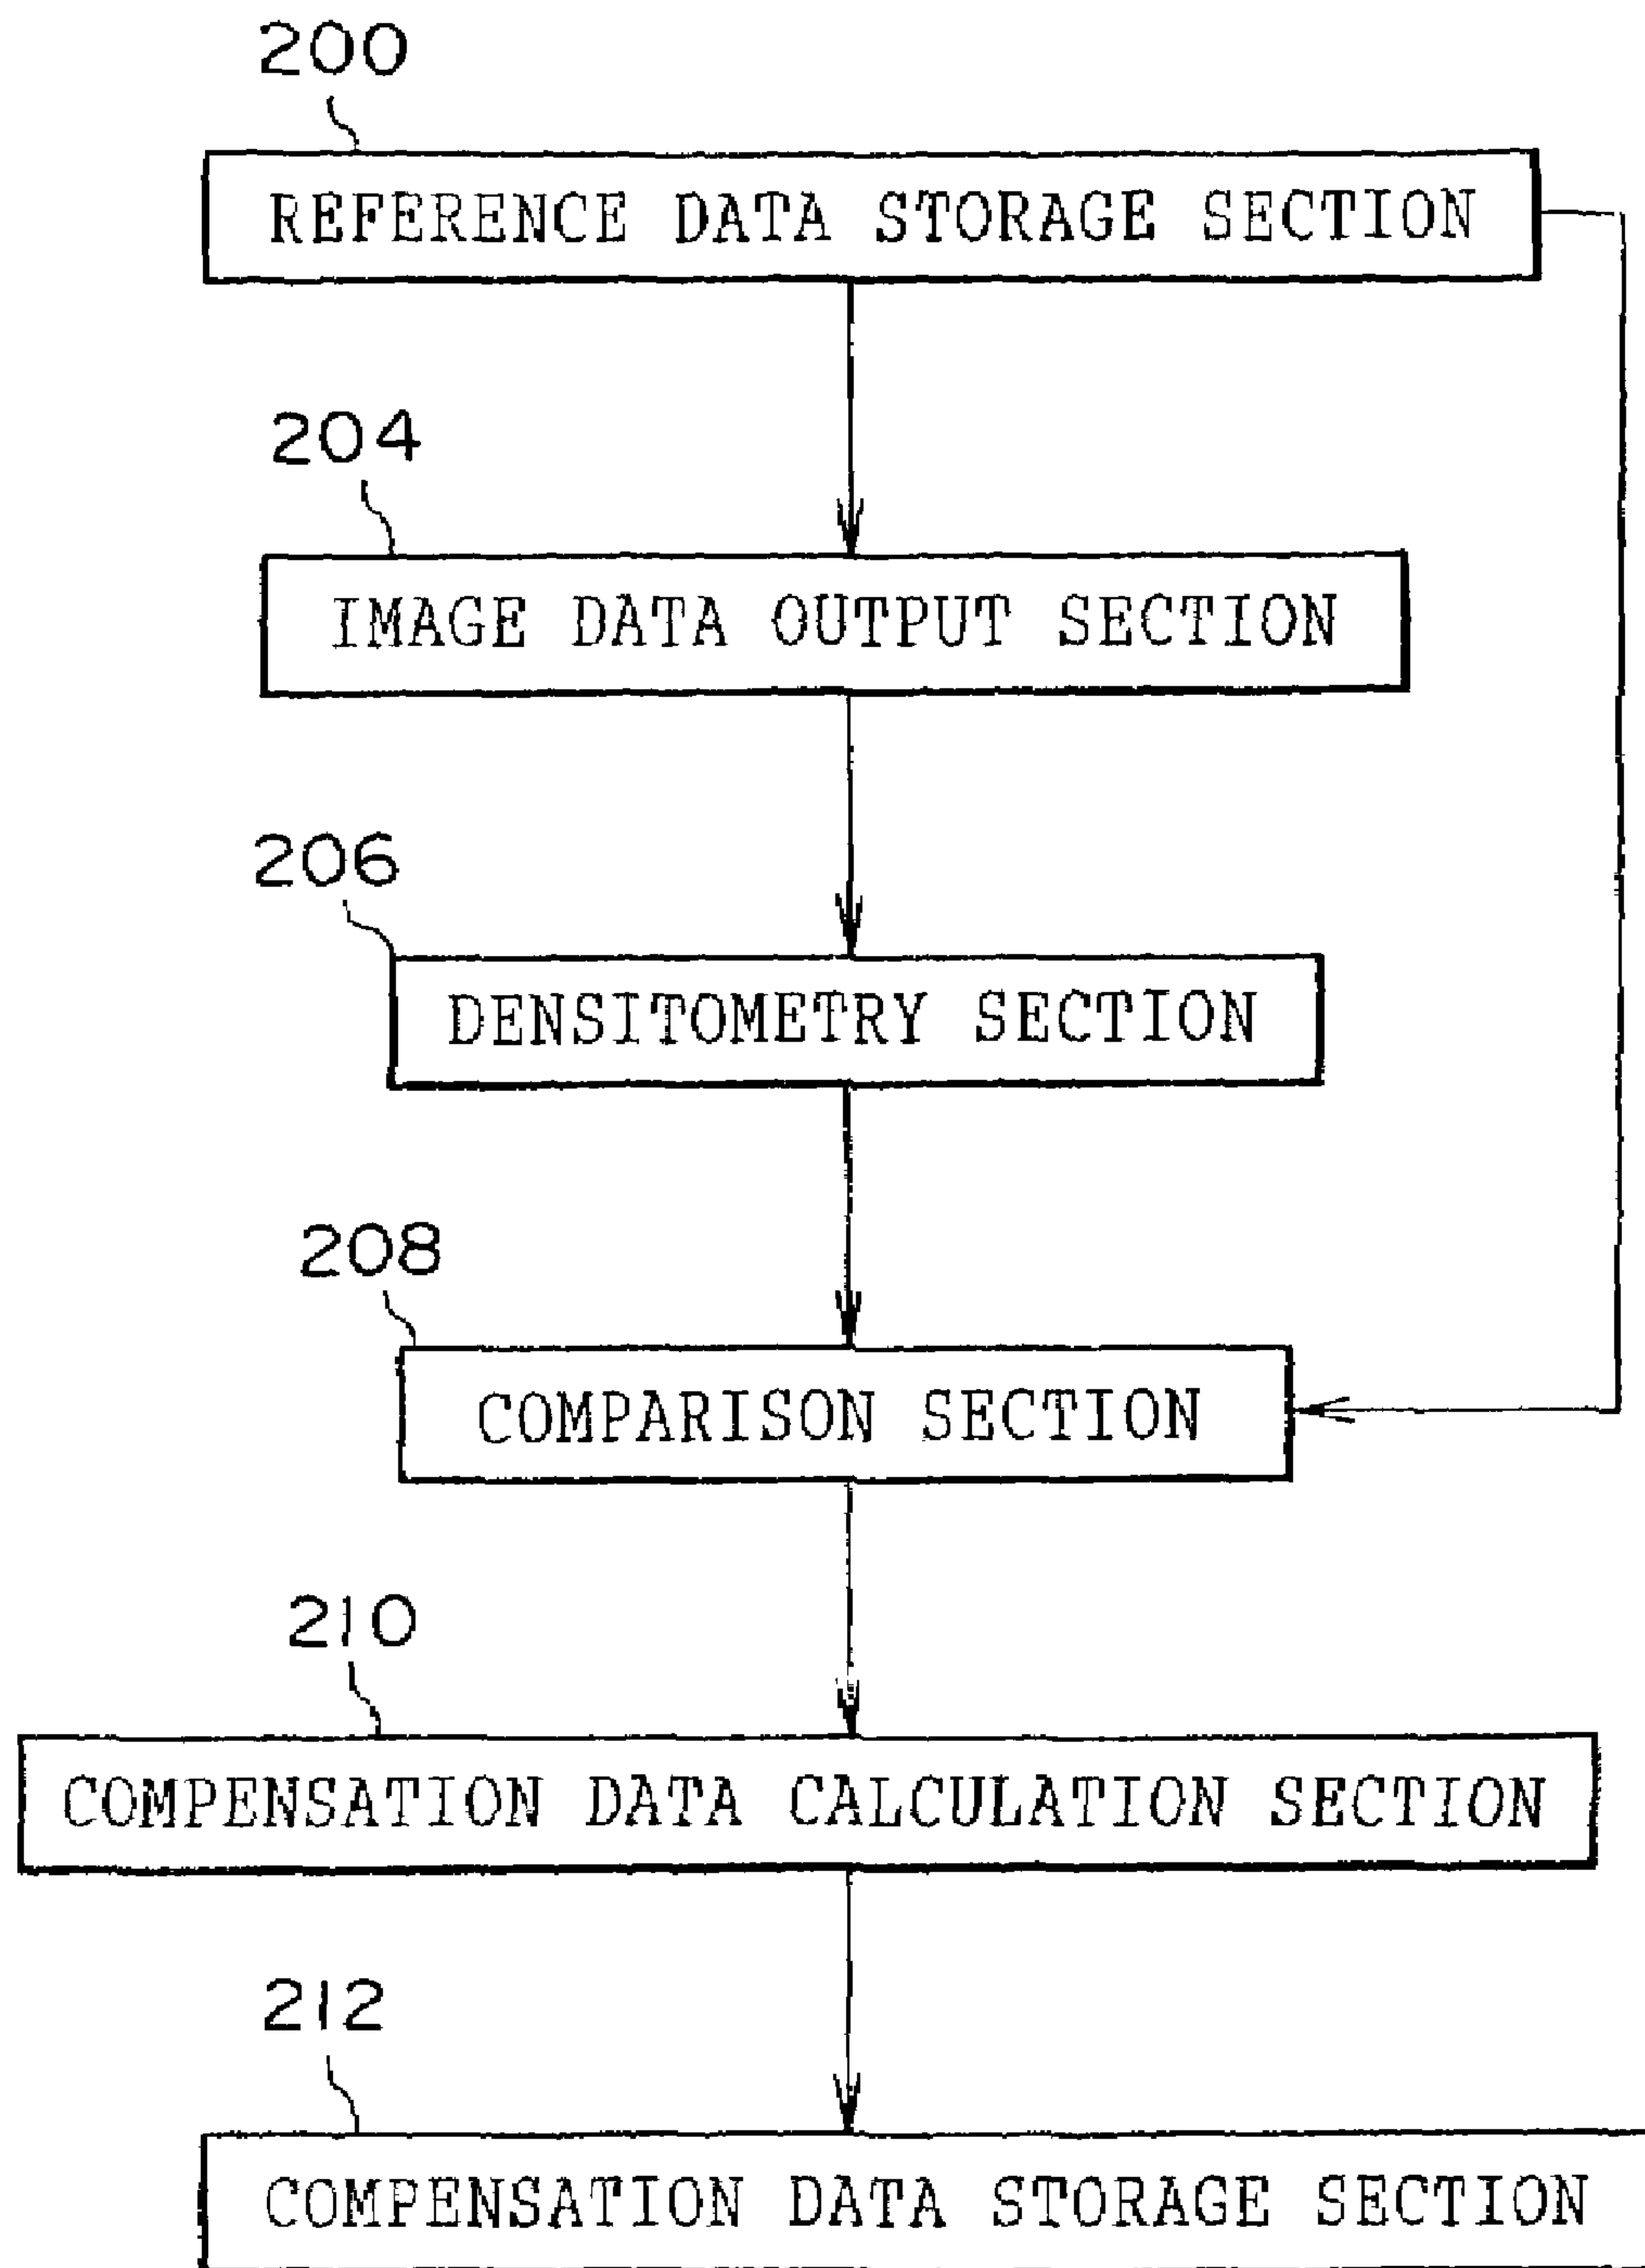 200
REFERENCE DATA STORAGE SECTION
204
IMAGE DATA OUTPUT SECTION
206
DENSITOMETRY SECTION
208
COMPARISON SECTION
210
COMPENSATION DATA CALCULATION SECTION
212
COMPENSATION DATA STORAGE SECTION